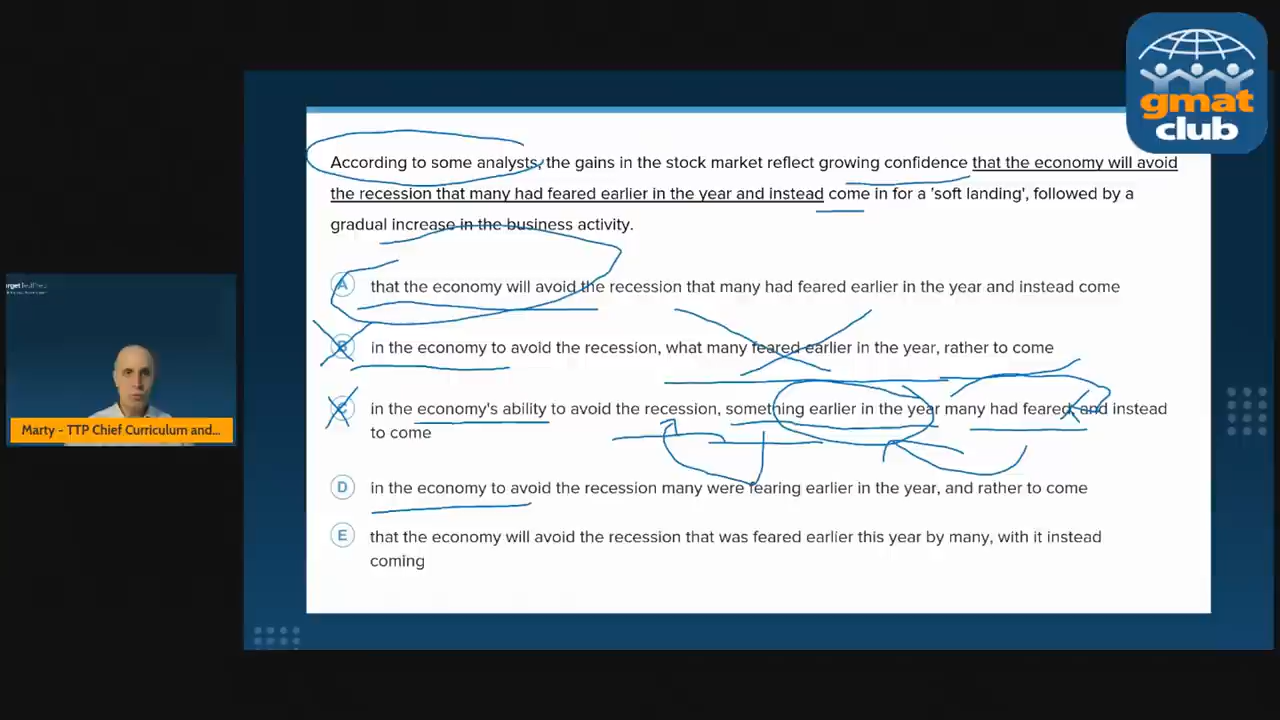 gmat
club
According to some analysts, the gains in the stock market reflect growing confidence that the economy will avoid
the recession that many had feared earlier in the year and instead come in for a 'soft landing', followed by a
gradual increase in the business activity.
A that the economy will avoid the recession that many had feared earlier in the year and instead come
B in the economy to avoid the recession, what many feared earlier in the year, rather to come
C in the economy's ability to avoid the recession, something earlier in the year many had feared and instead
to come
D in the economy to avoid the recession many were fearing earlier in the year, and rather to come
E that the economy will avoid the recession that was feared earlier this year by many, with it instead
coming
Marty - TTP Chief Curriculum and...